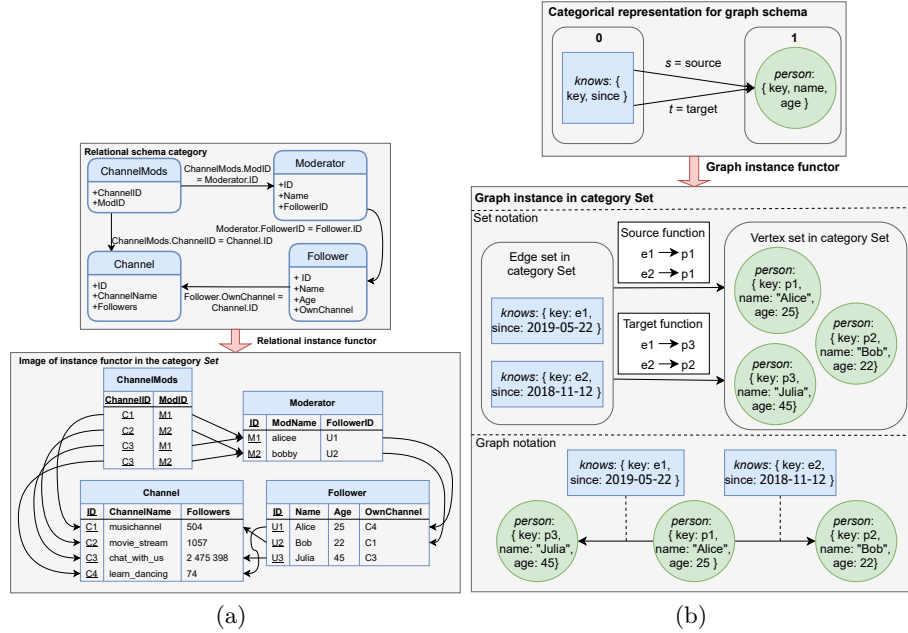 Relational schema category
ChannelMods
+ChannelID
+ModID
ChannelMods.ModID
= Moderator.ID
Moderator
+ID
+Name
+FollowerID
Moderator.FollowerID = Follower.ID
ChannelMods.ChannelID = Channel.ID
Channel
+ID
+ChannelName
+Followers
Follower.OwnChannel =
Channel.ID
Follower
+ ID
+Name
+Age
+OwnChannel
Relational instance functor
Image of instance functor in the category Set
ChannelMods
ChannelID ModID
C1 M1
C2 M2
C3 M1
C3 M2
Moderator
ID ModName FollowerID
M1 alicee U1
M2 bobby U2
Channel
ID ChannelName Followers
C1 musichannel 504
C2 movie_stream 1057
C3 chat_with_us 2 475 398
C4 learn_dancing 74
Follower
ID Name Age OwnChannel
U1 Alice 25 C4
U2 Bob 22 C1
U3 Julia 45 C3
(a)
Categorical representation for graph schema
0
knows: {
key, since }
s = source
t = target
1
person:
{ key, name,
age }
Graph instance functor
Graph instance in category Set
Set notation
Edge set in
category Set
knows: { key: e1,
since: 2019-05-22 }
knows: { key: e2,
since: 2018-11-12 }
Source function
e1 → p1
e2 → p1
Target function
e1 → p3
e2 → p2
Vertex set in category Set
person:
{ key: p1,
name: "Alice",
age: 25}
person:
{ key: p2,
name: "Bob",
age: 22}
person:
{ key: p3,
name: "Julia",
age: 45}
Graph notation
knows: { key: e1,
since: 2019-05-22 }
knows: { key: e2,
since: 2018-11-12 }
person:
{ key: p3,
name: "Julia",
age: 45}
person:
{ key: p1,
name: "Alice",
age: 25 }
person:
{ key: p2,
name: "Bob",
age: 22}
(b)